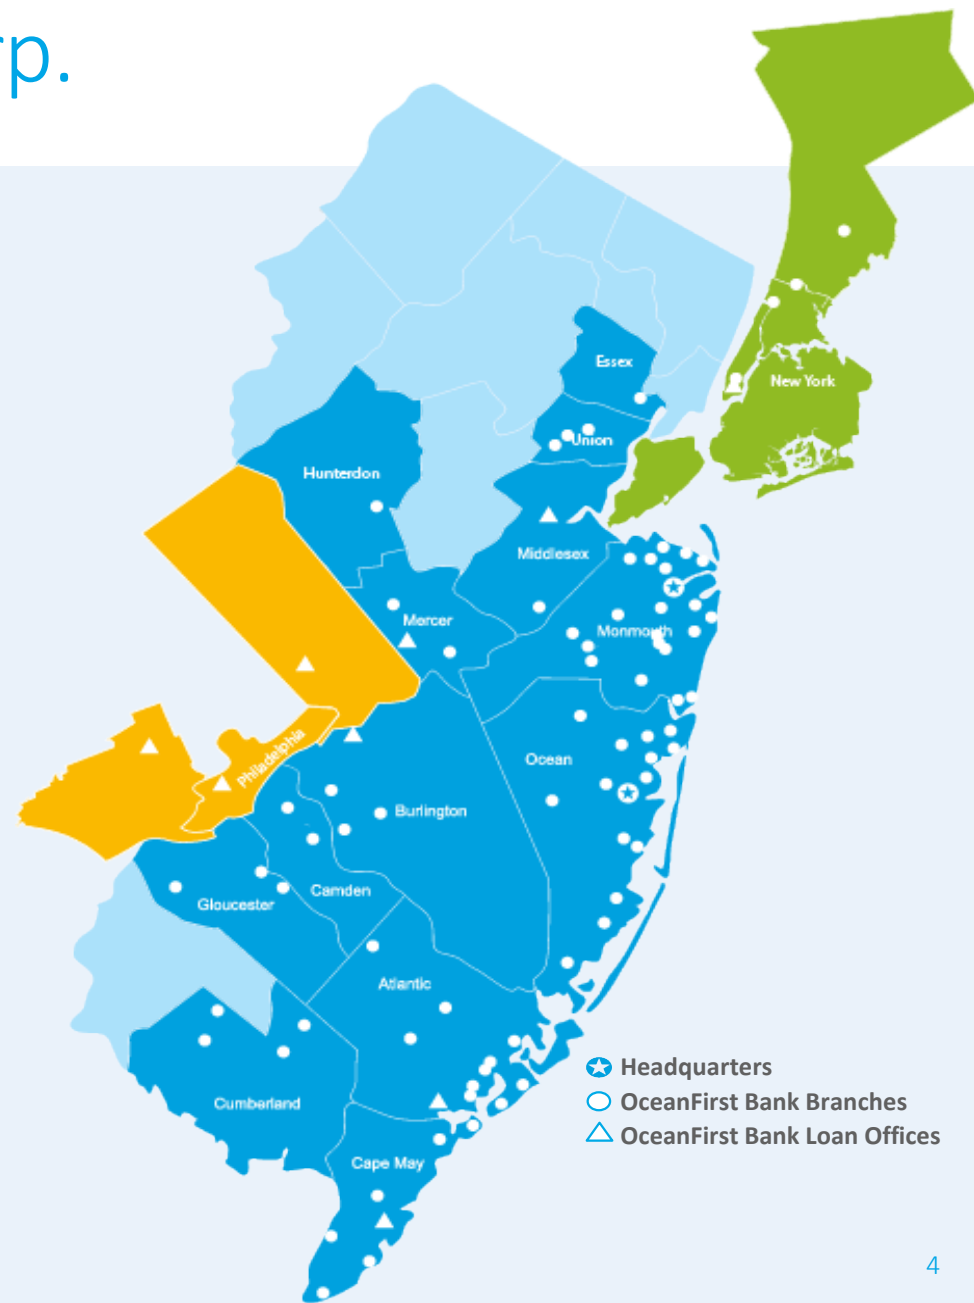 rp.
Essex
New York
Union
Hunterdon
Middlesex
Mercer
Monmouth
Philadelphia
Ocean
Burlington
Camden
Gloucester
Atlantic
Headquarters
OceanFirst Bank Branches
Cumberland
OceanFirst Bank Loan Offices
Cape May
4